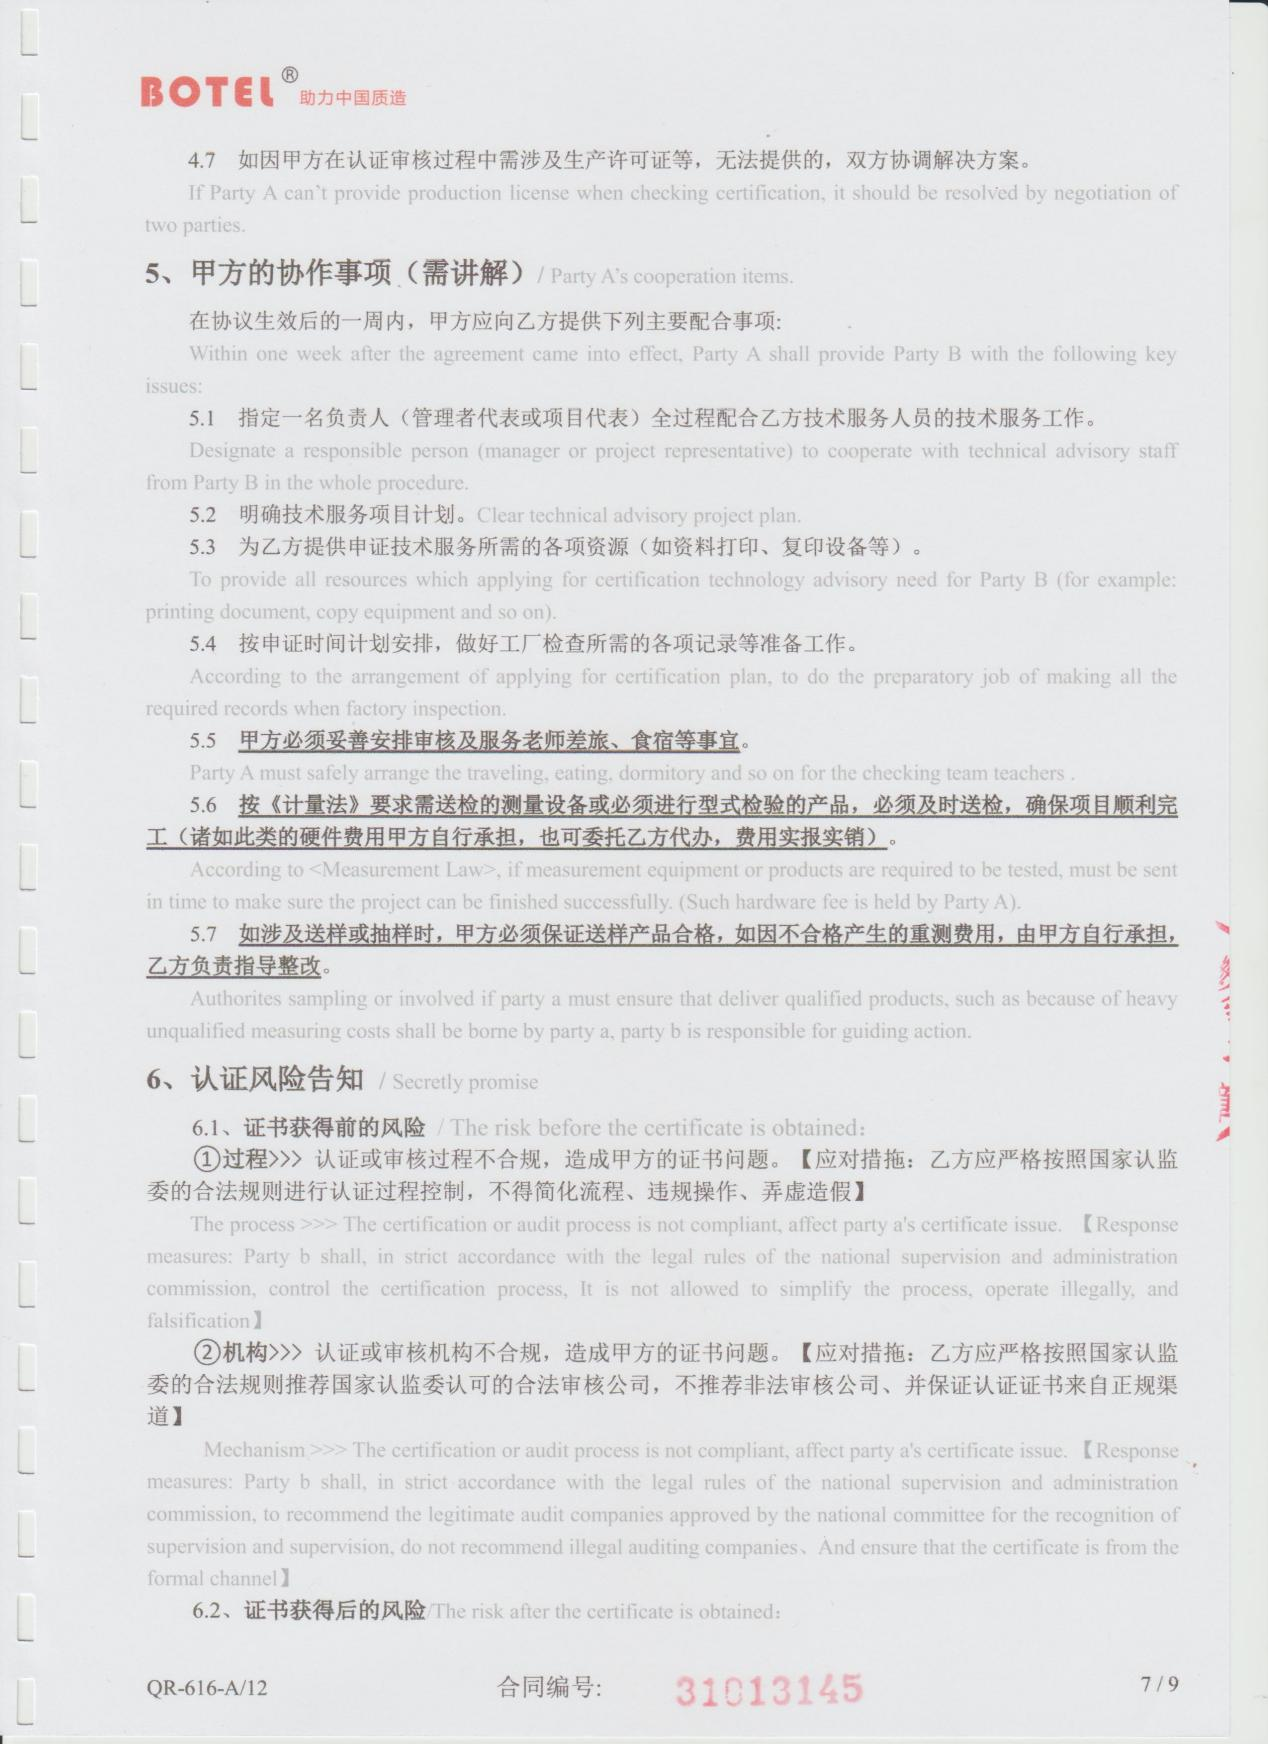 BOTEL® 助力中国质造
4.7 如因甲方在认证审核过程中需涉及生产许可证等，无法提供的，双方协调解决方案。
If Party A can't provide production license when checking certification, it should be resolved by negotiation of
two parties.
5、甲方的协作事项（需讲解）/ Party A's cooperation items.
在协议生效后的一周内，甲方应向乙方提供下列主要配合事项:
Within one week after the agreement came into effect, Party A shall provide Party B with the following key
issues:
5.1 指定一名负责人（管理者代表或项目代表）全过程配合乙方技术服务人员的技术服务工作。
Designate a responsible person (manager or project representative) to cooperate with technical advisory staff
from Party B in the whole procedure.
5.2 明确技术服务项目计划。Clear technical advisory project plan.
5.3 为乙方提供申证技术服务所需的各项资源（如资料打印、复印设备等）。
To provide all resources which applying for certification technology advisory need for Party B (for example:
printing document, copy equipment and so on).
5.4 按申证时间计划安排，做好工厂检查所需的各项记录等准备工作。
According to the arrangement of applying for certification plan, to do the preparatory job of making all the
required records when factory inspection.
5.5 甲方必须妥善安排审核及服务老师差旅、食宿等事宜。
Party A must safely arrange the traveling, eating, dormitory and so on for the checking team teachers .
5.6 按《计量法》要求需送检的测量设备或必须进行型式检验的产品，必须及时送检，确保项目顺利完
工（诸如此类的硬件费用甲方自行承担，也可委托乙方代办，费用实报实销）。
According to <Measurement Law>, if measurement equipment or products are required to be tested, must be sent
in time to make sure the project can be finished successfully. (Such hardware fee is held by Party A).
5.7 如涉及送样或抽样时，甲方必须保证送样产品合格，如因不合格产生的重测费用，由甲方自行承担，
乙方负责指导整改。
Authorites sampling or involved if party a must ensure that deliver qualified products, such as because of heavy
unqualified measuring costs shall be borne by party a, party b is responsible for guiding action.
6、认证风险告知 / Secretly promise
6.1、证书获得前的风险 / The risk before the certificate is obtained:
①过程>>> 认证或审核过程不合规，造成甲方的证书问题。【应对措拖：乙方应严格按照国家认监
委的合法规则进行认证过程控制，不得简化流程、违规操作、弄虚造假】
The process >>> The certification or audit process is not compliant, affect party a's certificate issue. 【Response
measures: Party b shall, in strict accordance with the legal rules of the national supervision and administration
commission, control the certification process, It is not allowed to simplify the process, operate illegally, and
falsification】
②机构>>> 认证或审核机构不合规，造成甲方的证书问题。【应对措拖：乙方应严格按照国家认监
委的合法规则推荐国家认监委认可的合法审核公司，不推荐非法审核公司、并保证认证证书来自正规渠
道】
Mechanism >>> The certification or audit process is not compliant, affect party a's certificate issue. 【Response
measures: Party b shall, in strict accordance with the legal rules of the national supervision and administration
commission, to recommend the legitimate audit companies approved by the national committee for the recognition of
supervision and supervision, do not recommend illegal auditing companies、And ensure that the certificate is from the
formal channel】
6.2、证书获得后的风险/The risk after the certificate is obtained:
QR-616-A/12 合同编号: 31013145 7 / 9